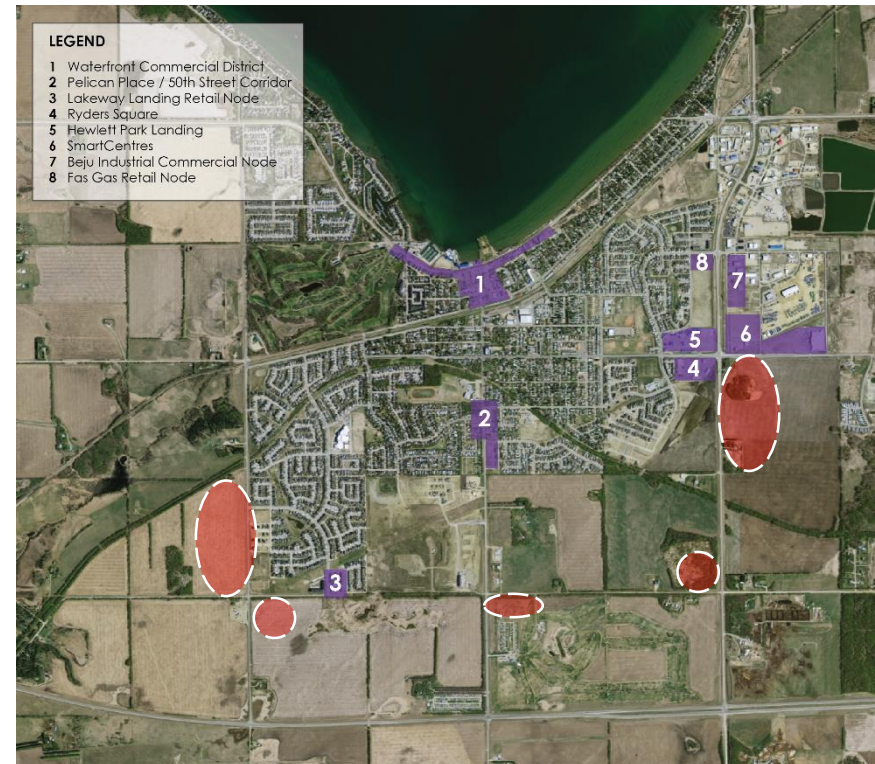 LEGEND
1 Waterfront Commercial District
2 Pelican Place / 50th Street Corridor
3 Lakeway Landing Retail Node
4 Ryders Square
5 Hewlett Park Landing
6 SmartCentres
7 Beju Industrial Commercial Node
8 Fas Gas Retail Node
8
1
7
6
5
4
2
3